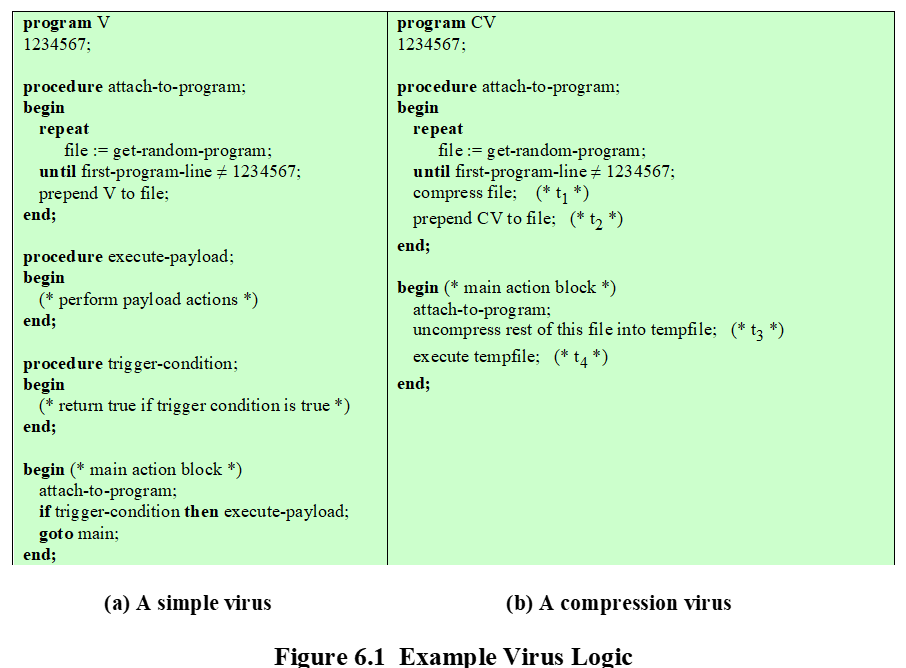 program V
1234567;
procedure attach-to-program;
begin
repeat
file := get-random-program;
until first-program-line ≠ 1234567;
prepend V to file;
end;
procedure execute-payload;
begin
(* perform payload actions *)
end;
procedure trigger-condition;
begin
(* return true if trigger condition is true *)
end;
begin (* main action block *)
attach-to-program;
if trigger-condition then execute-payload;
goto main;
end;
program CV
1234567;
procedure attach-to-program;
begin
repeat
file := get-random-program;
until first-program-line ≠ 1234567;
compress file; (* t1 *)
prepend CV to file; (* t2 *)
end;
begin (* main action block *)
attach-to-program;
uncompress rest of this file into tempfile; (* t3 *)
execute tempfile; (* t4 *)
end;
(a) A simple virus
(b) A compression virus
Figure 6.1 Example Virus Logic